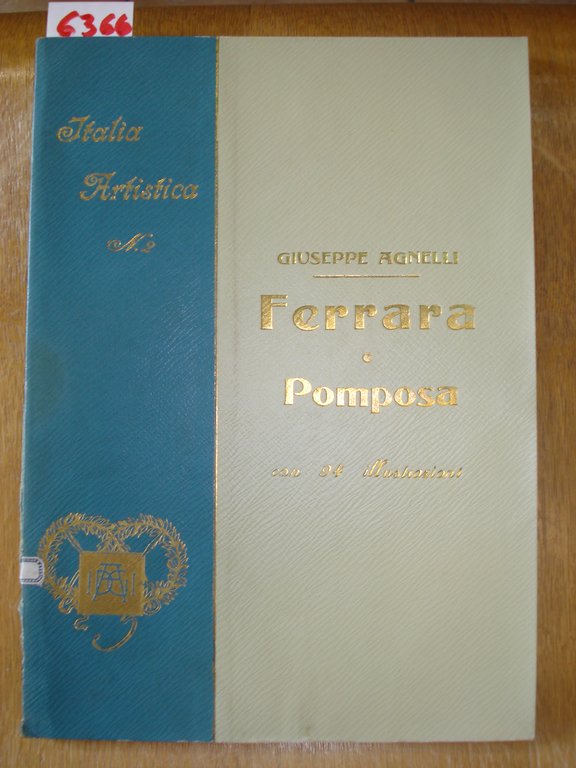 6366
Italia
Artistica
N. 2
GIUSEPPE AGNELLI
Ferrara
e
Pomposa
con 94 illustrazioni